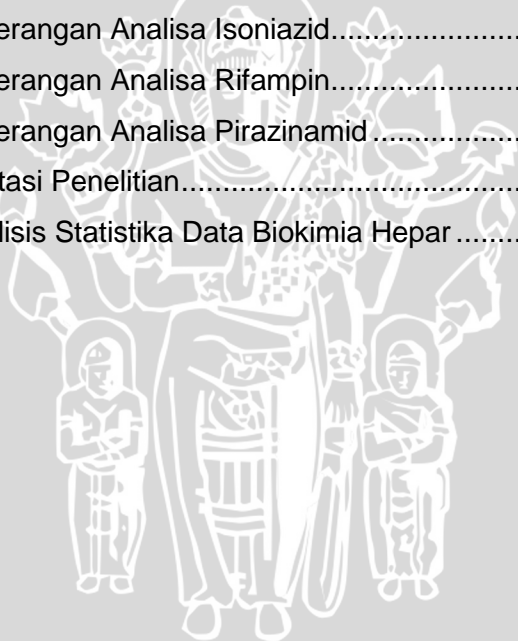 erangan Analisa Isoniazid........................
erangan Analisa Rifampin........................
erangan Analisa Pirazinamid..................
tasi Penelitian...........................................
lisis Statistika Data Biokimia Hepar........